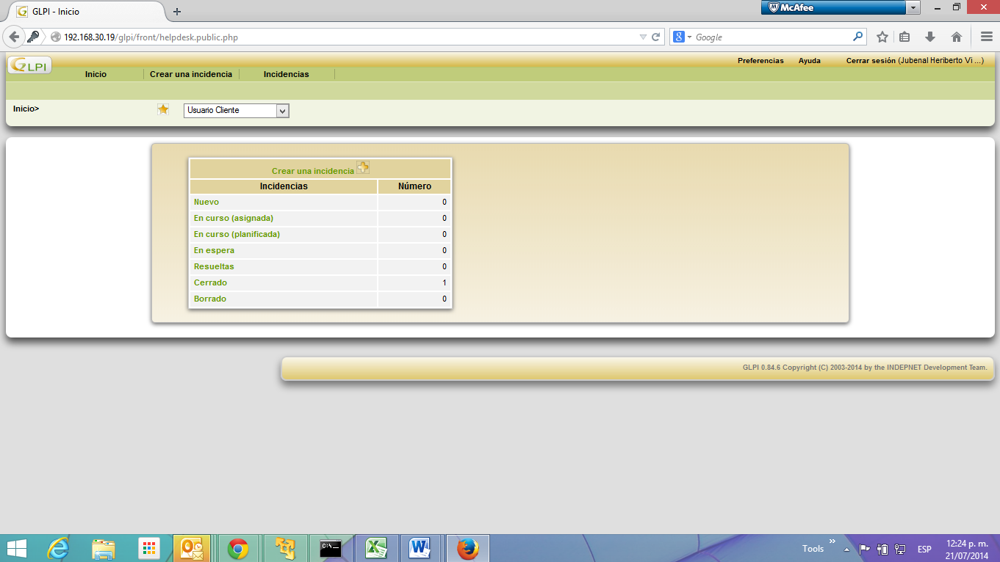 GLPI - Inicio
McAfee
192.168.30.19/glpi/front/helpdesk.public.php
Google
GLPI
Preferencias Ayuda Cerrar sesión (Jubenal Heriberto Vi ...)
Inicio Crear una incidencia Incidencias
Inicio> Usuario Cliente
Crear una incidencia
Incidencias Número
Nuevo 0
En curso (asignada) 0
En curso (planificada) 0
En espera 0
Resueltas 0
Cerrado 1
Borrado 0
GLPI 0.84.6 Copyright (C) 2003-2014 by the INDEPNET Development Team.
Tools ESP 12:24 p. m.
21/07/2014